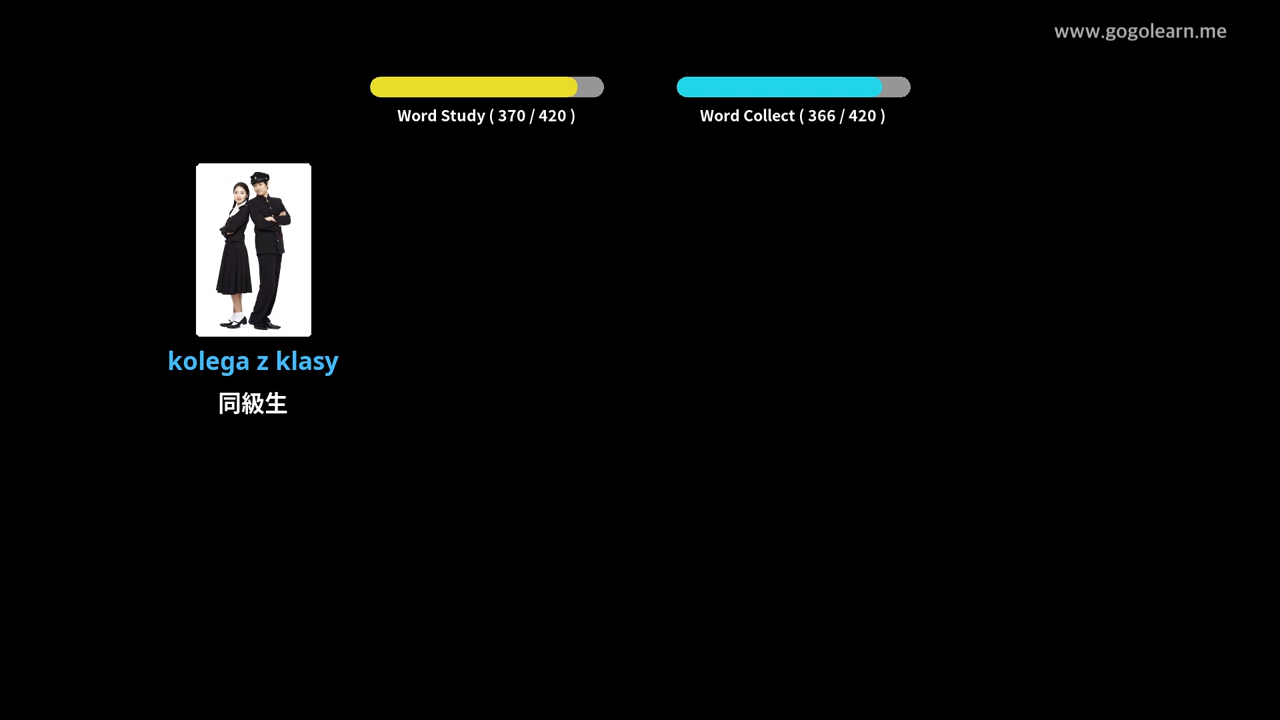 www.gogolearn.me
Word Study ( 370 / 420 )
Word Collect ( 366 / 420 )
kolega z klasy
同級生